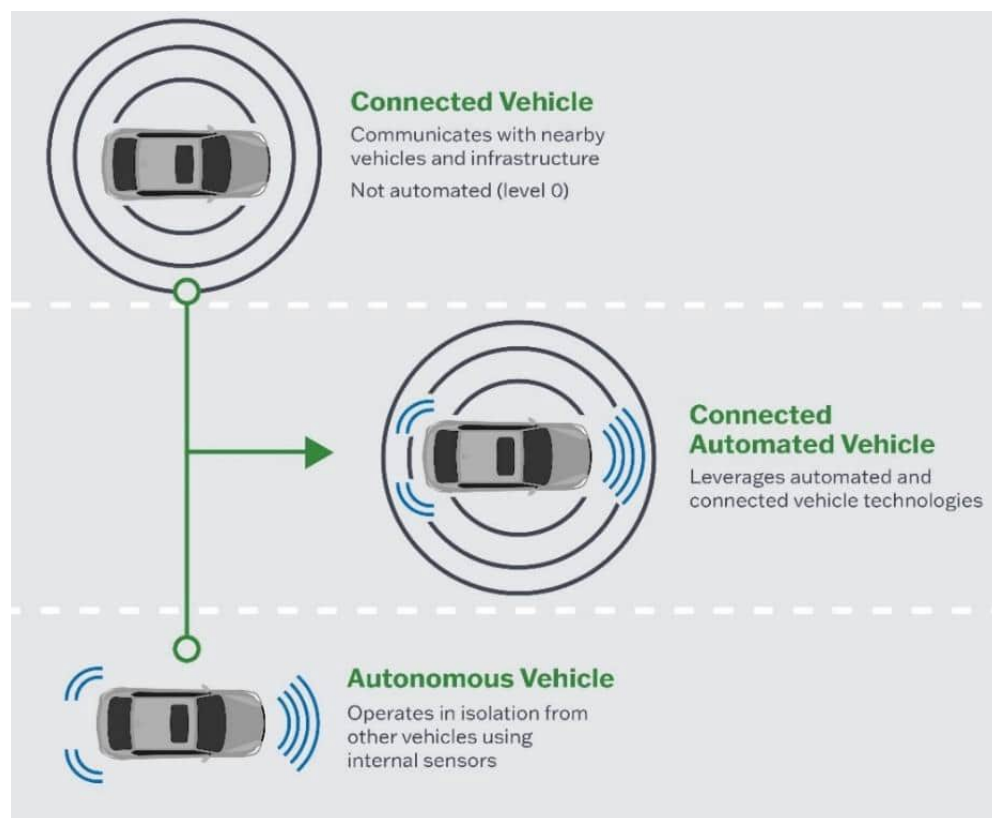 Connected Vehicle
Communicates with nearby
vehicles and infrastructure
Not automated (level 0)
Connected
Automated Vehicle
Leverages automated and
connected vehicle technologies
Autonomous Vehicle
Operates in isolation from
other vehicles using
internal sensors